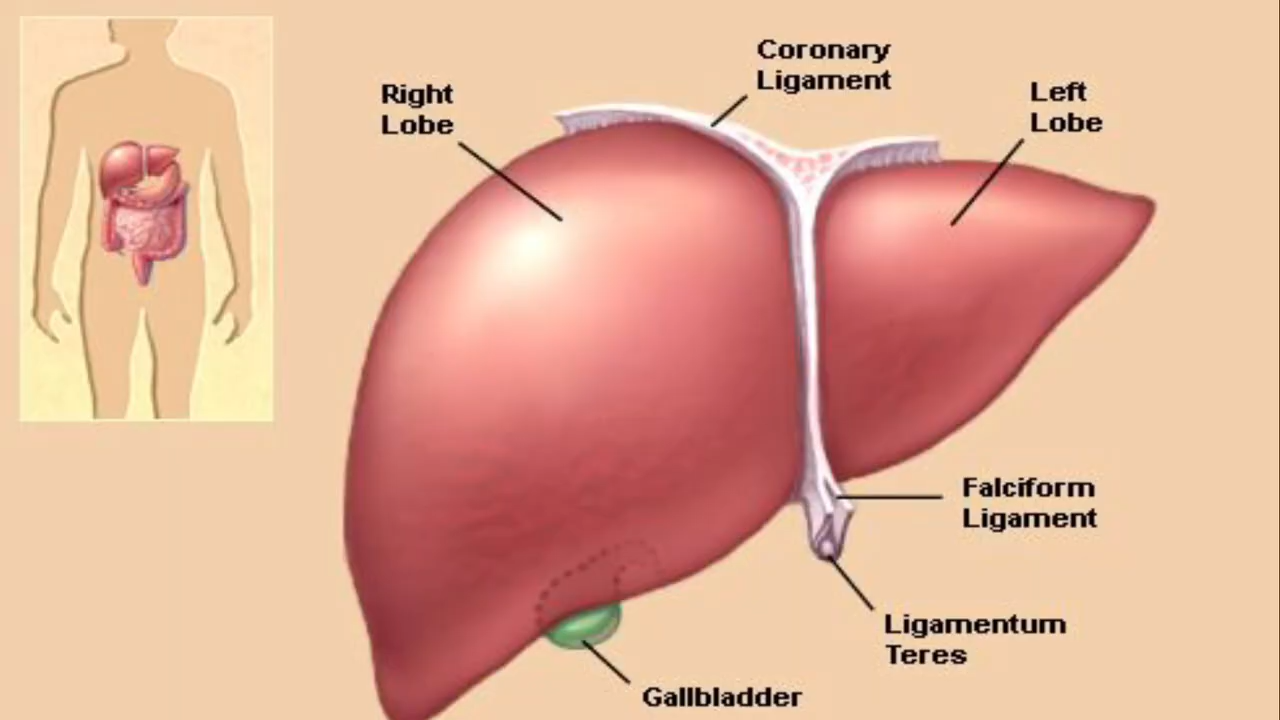 Coronary
Ligament
Right
Lobe
Left
Lobe
Falciform
Ligament
Ligamentum
Teres
Gallbladder